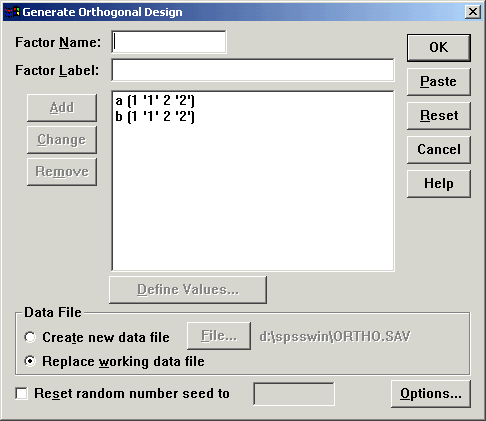 Generate Orthogonal Design
Factor Name:
OK
Factor Label:
Paste
Add
a (1 '1' 2 '2')
b (1 '1' 2 '2')
Reset
Change
Cancel
Remove
Help
Define Values...
Data File
Create new data file
File...
d:\spsswin\ORTHO.SAV
Replace working data file
Reset random number seed to
Options...